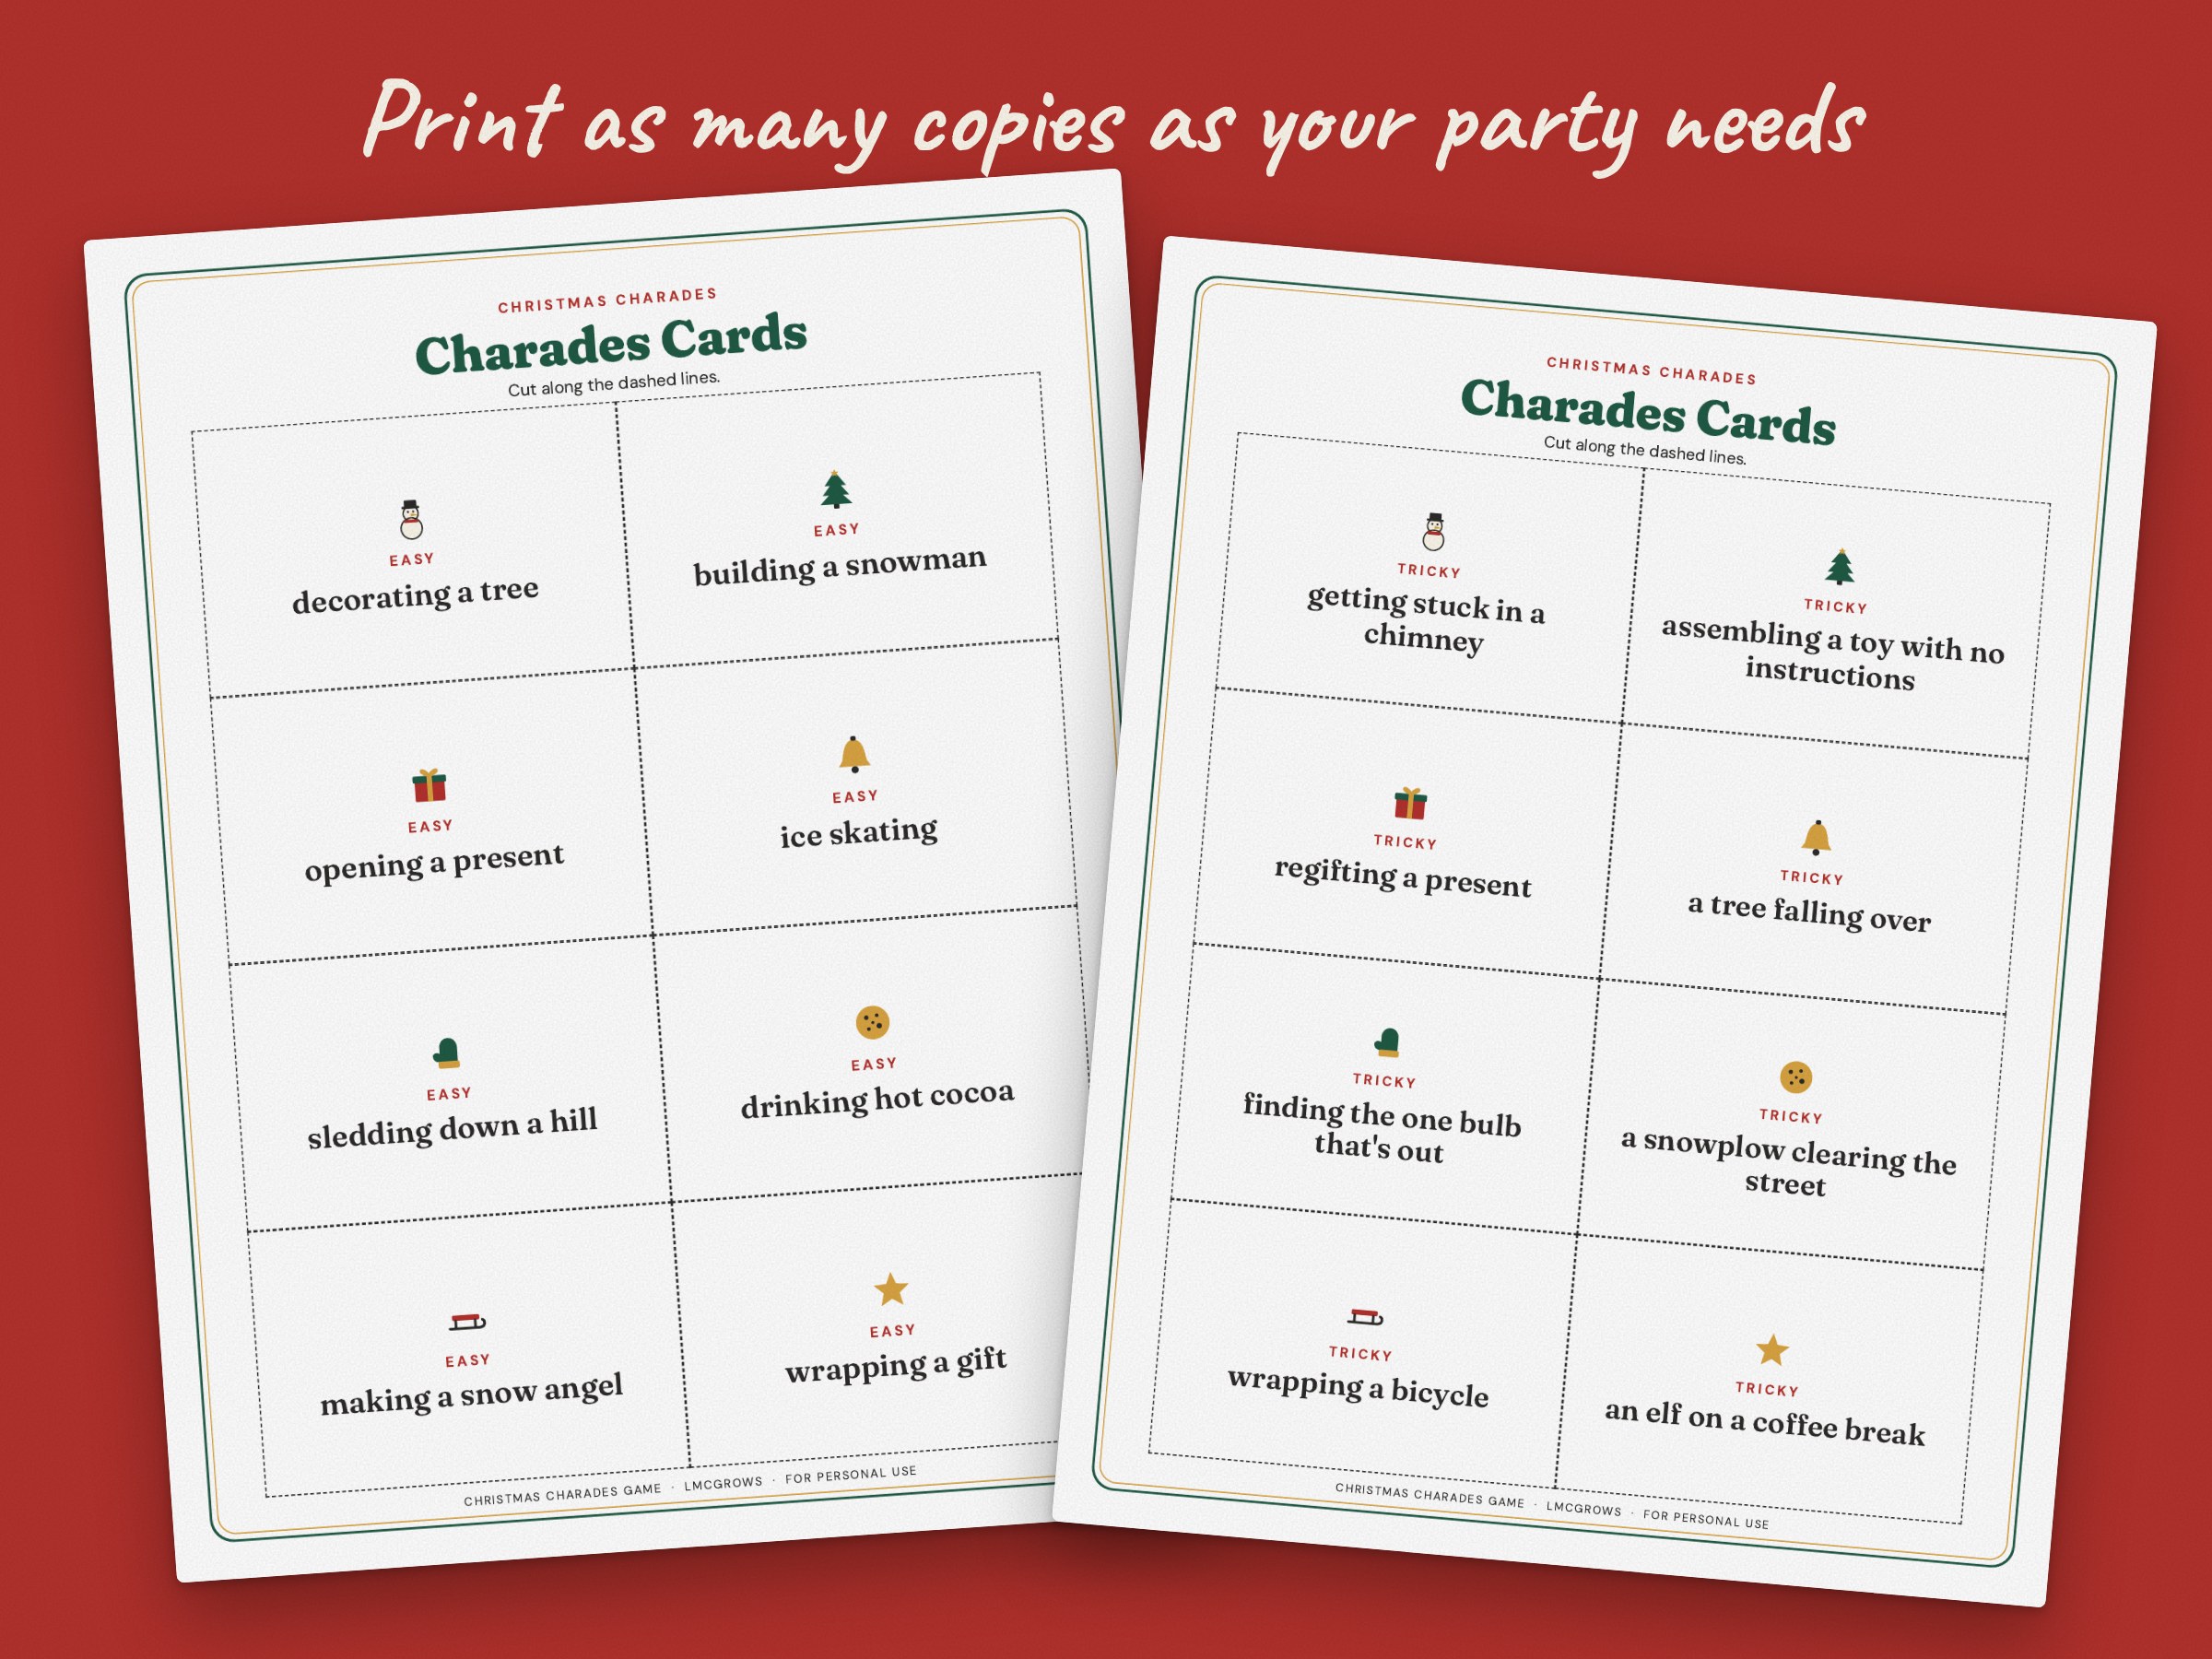 Print as many copies as your party needs
CHRISTMAS CHARADES
Charades Cards
Cut along the dashed lines.
EASY
decorating a tree
EASY
building a snowman
EASY
opening a present
EASY
ice skating
EASY
sledding down a hill
EASY
drinking hot cocoa
EASY
making a snow angel
EASY
wrapping a gift
CHRISTMAS CHARADES GAME · LMCGROWS · FOR PERSONAL USE
CHRISTMAS CHARADES
Charades Cards
Cut along the dashed lines.
TRICKY
getting stuck in a
chimney
TRICKY
assembling a toy with no
instructions
TRICKY
regifting a present
TRICKY
a tree falling over
TRICKY
finding the one bulb
that's out
TRICKY
a snowplow clearing the
street
TRICKY
wrapping a bicycle
TRICKY
an elf on a coffee break
CHRISTMAS CHARADES GAME · LMCGROWS · FOR PERSONAL USE